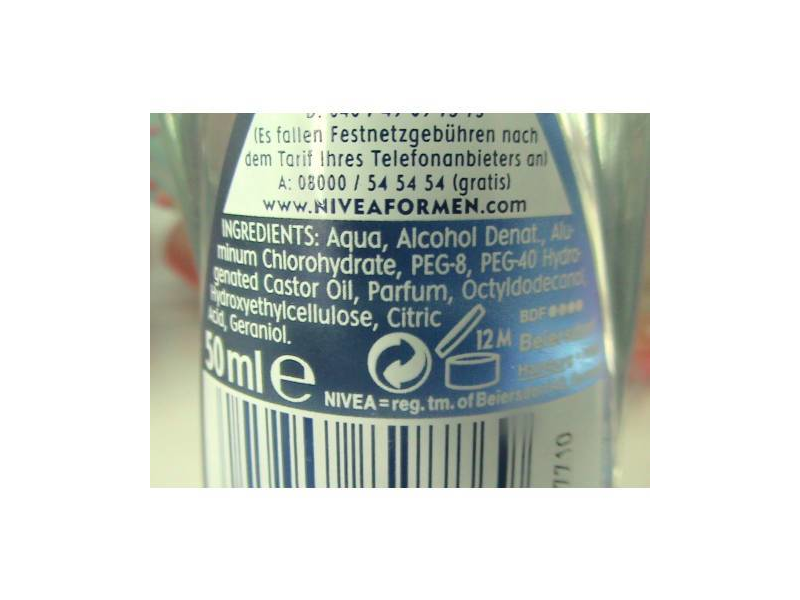 (Es fallen Festnetzgebühren nach
dem Tarif Ihres Telefonanbieters an)
A: 08000 / 54 54 54 (gratis)
www.NIVEAFORMEN.com
INGREDIENTS: Aqua, Alcohol Denat., Alu-
minum Chlorohydrate, PEG-8, PEG-40 Hydro-
genated Castor Oil, Parfum, Octyldodecanol,
Hydroxyethylcellulose, Citric
Acid, Geraniol.
BDF
12M
50ml e
NIVEA = reg. tm. of
7710